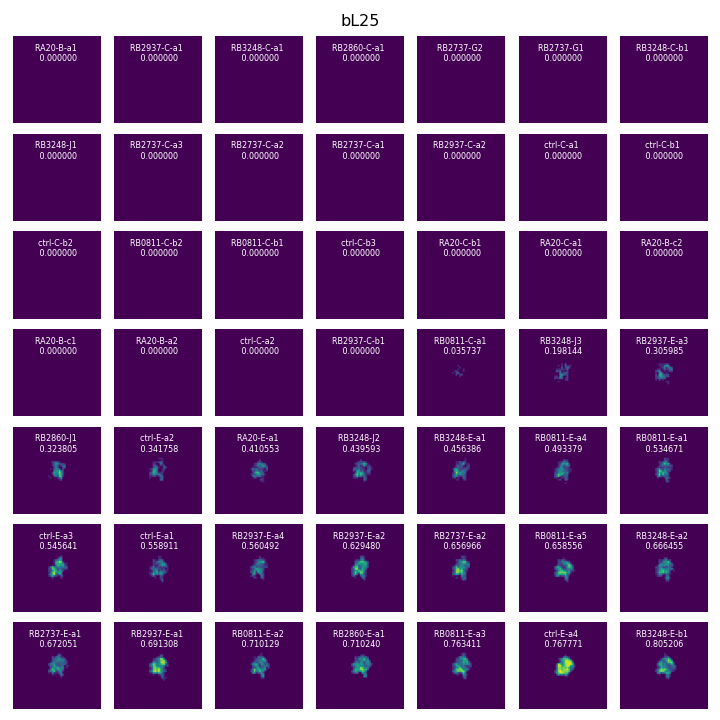 bL25
RA20-B-a1
0.000000
RB2937-C-a1
0.000000
RB3248-C-a1
0.000000
RB2860-C-a1
0.000000
RB2737-G2
0.000000
RB2737-G1
0.000000
RB3248-C-b1
0.000000
RB3248-J1
0.000000
RB2737-C-a3
0.000000
RB2737-C-a2
0.000000
RB2737-C-a1
0.000000
RB2937-C-a2
0.000000
ctrl-C-a1
0.000000
ctrl-C-b1
0.000000
ctrl-C-b2
0.000000
RB0811-C-b2
0.000000
RB0811-C-b1
0.000000
ctrl-C-b3
0.000000
RA20-C-b1
0.000000
RA20-C-a1
0.000000
RA20-B-c2
0.000000
RA20-B-c1
0.000000
RA20-B-a2
0.000000
ctrl-C-a2
0.000000
RB2937-C-b1
0.000000
RB0811-C-a1
0.035737
RB3248-J3
0.198144
RB2937-E-a3
0.305985
RB2860-J1
0.323805
ctrl-E-a2
0.341758
RA20-E-a1
0.410553
RB3248-J2
0.439593
RB3248-E-a1
0.456386
RB0811-E-a4
0.493379
RB0811-E-a1
0.534671
ctrl-E-a3
0.545641
ctrl-E-a1
0.558911
RB2937-E-a4
0.560492
RB2937-E-a2
0.629480
RB2737-E-a2
0.656966
RB0811-E-a5
0.658556
RB3248-E-a2
0.666455
RB2737-E-a1
0.672051
RB2937-E-a1
0.691308
RB0811-E-a2
0.710129
RB2860-E-a1
0.710240
RB0811-E-a3
0.763411
ctrl-E-a4
0.767771
RB3248-E-b1
0.805206